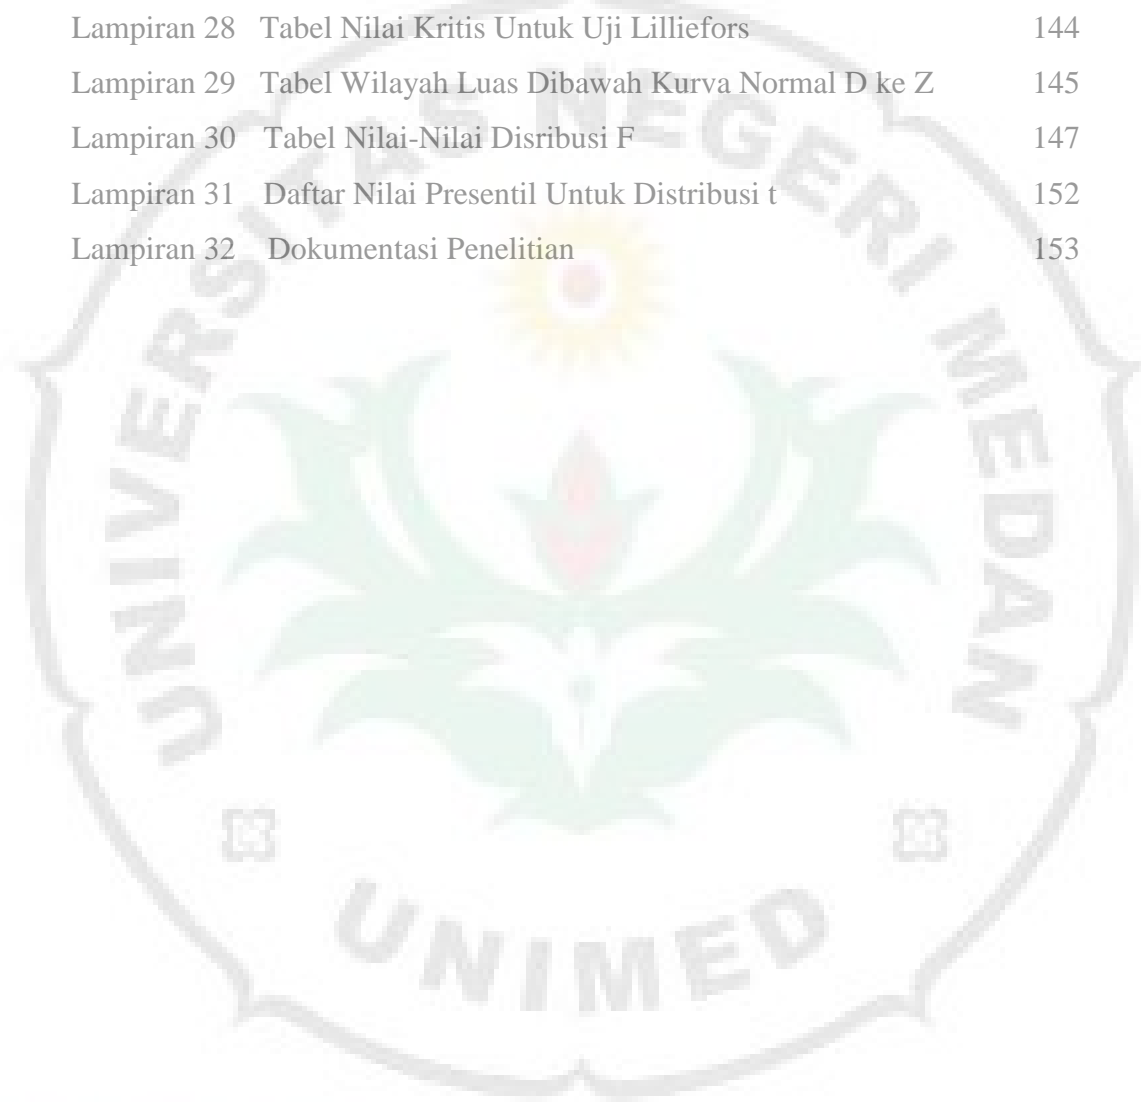 Lampiran 28 Tabel Nilai Kritis Untuk Uji Lilliefors 144
Lampiran 29 Tabel Wilayah Luas Dibawah Kurva Normal D ke Z 145
Lampiran 30 Tabel Nilai-Nilai Disribusi F 147
Lampiran 31 Daftar Nilai Presentil Untuk Distribusi t 152
Lampiran 32 Dokumentasi Penelitian 153
UNIVERSITAS NEGERI MEDAN
UNIMED